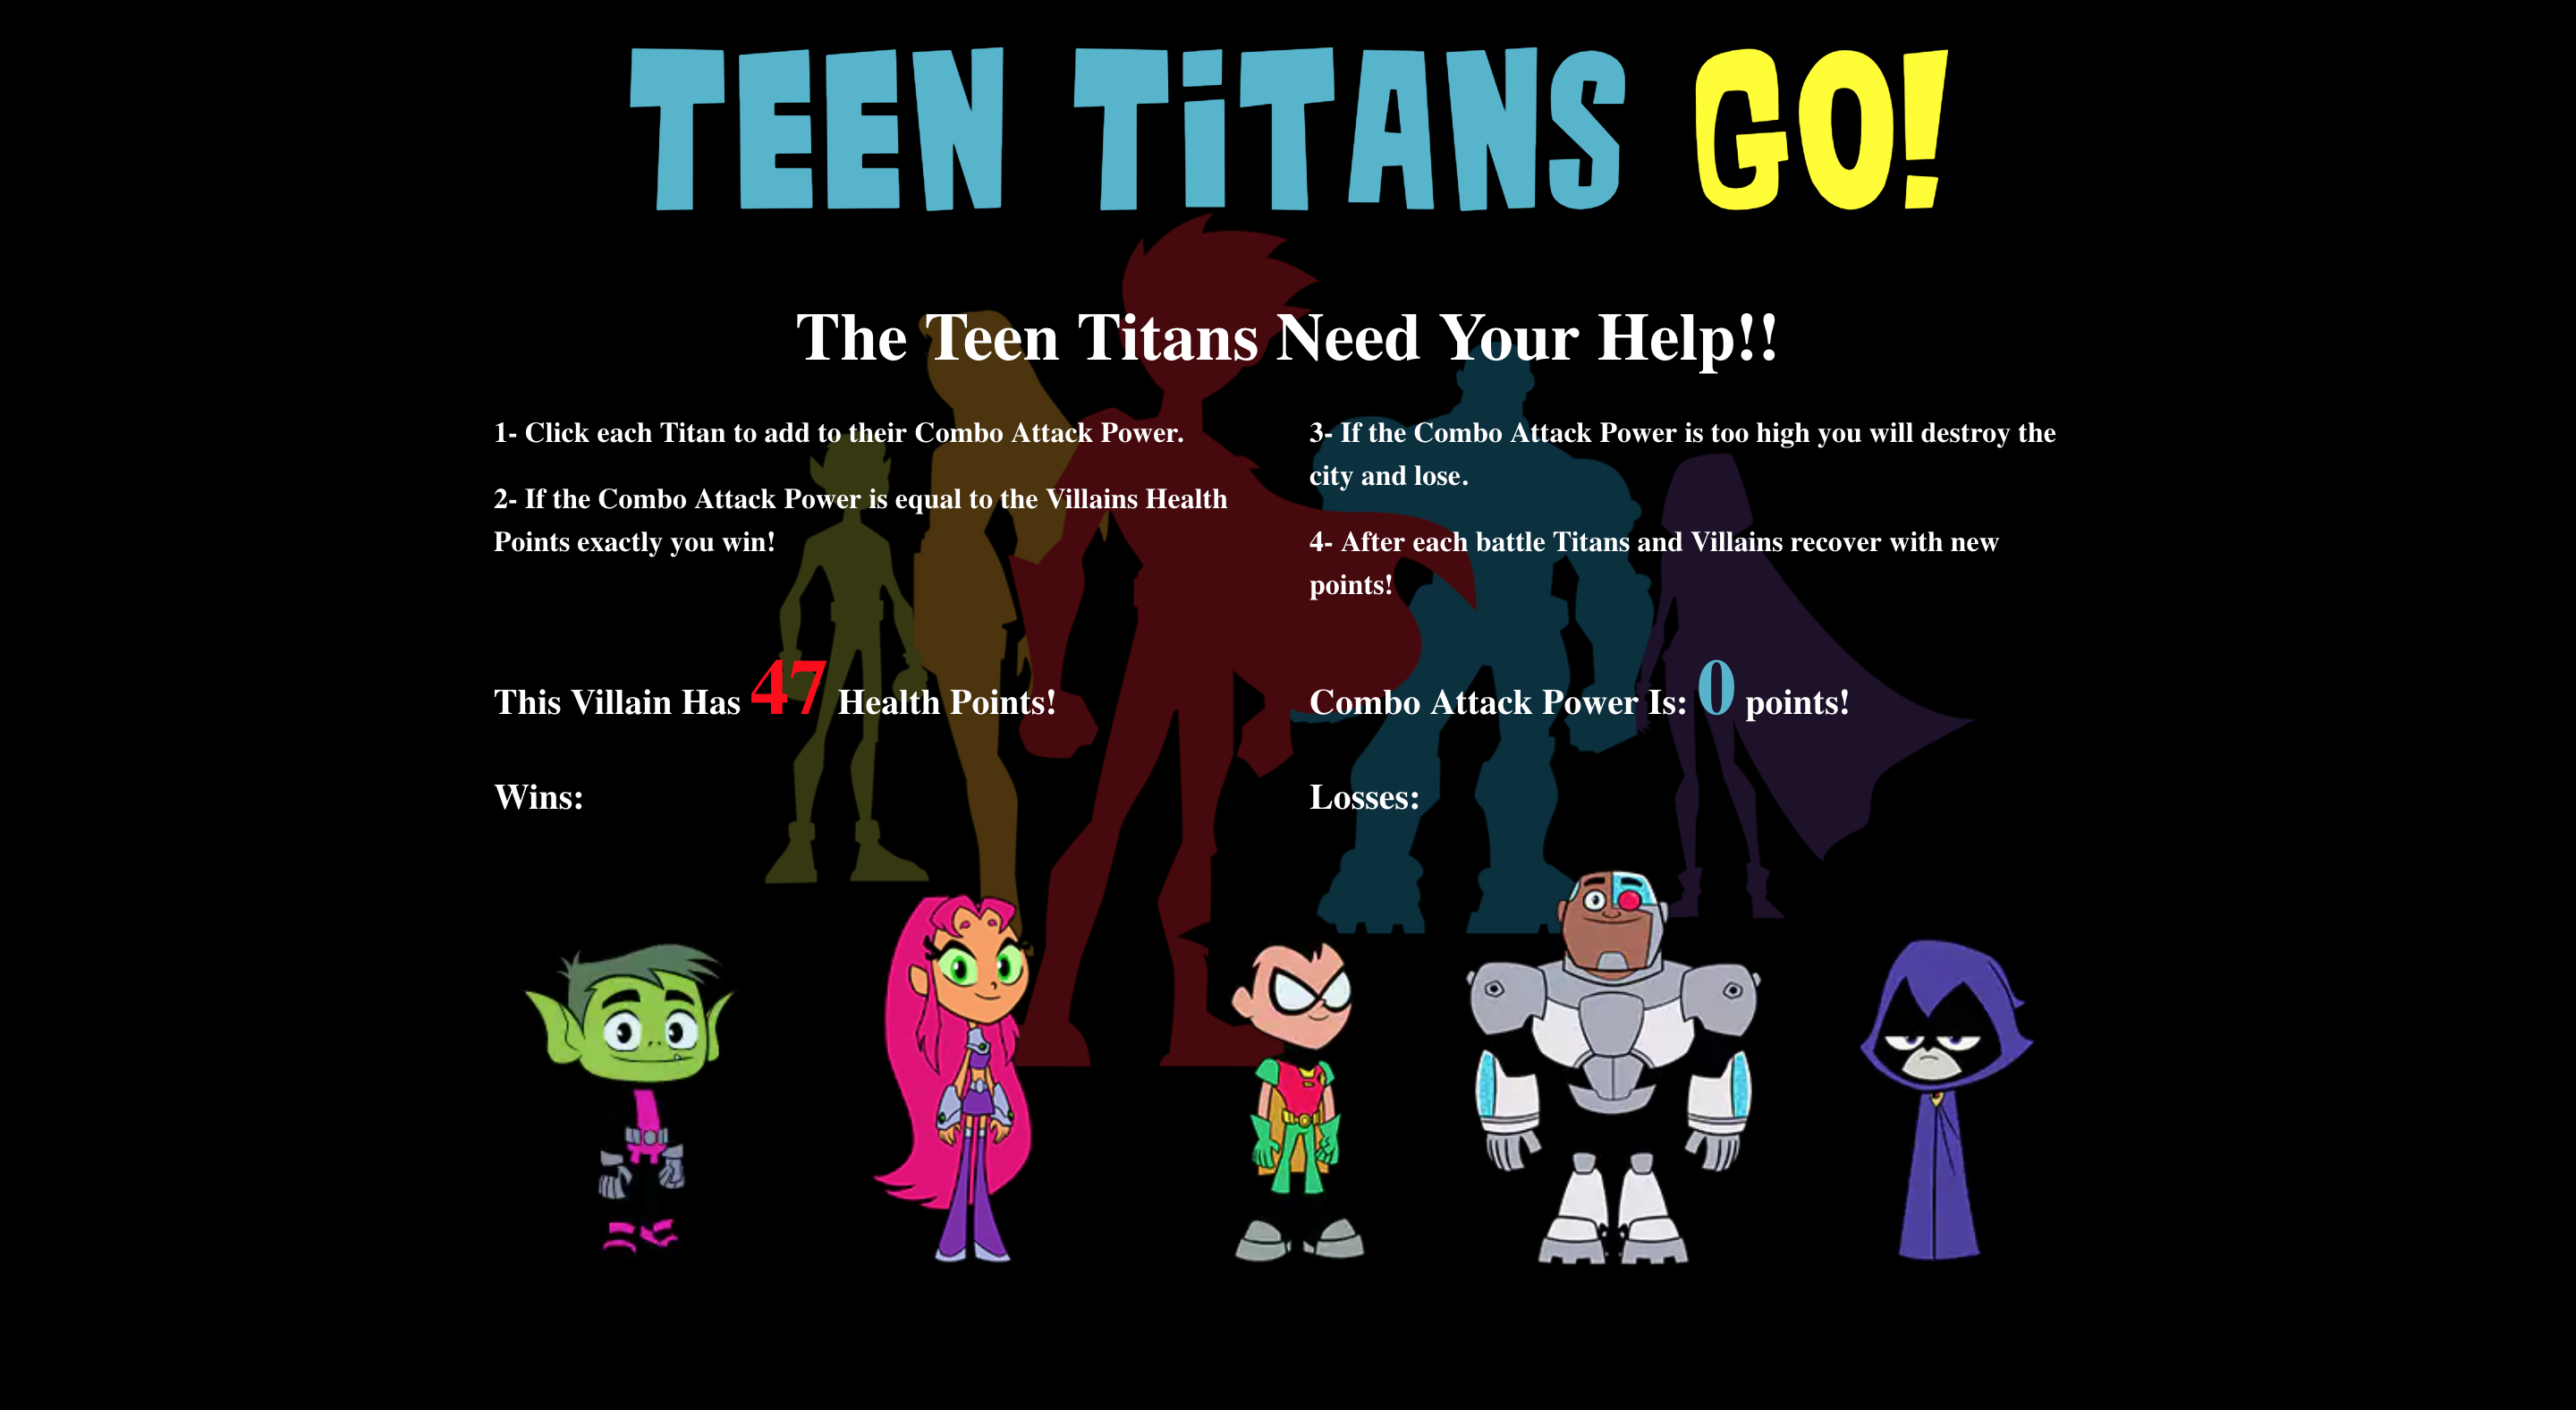 TEEN TiTANS GO!
The Teen Titans Need Your Help!!
1- Click each Titan to add to their Combo Attack Power.
2- If the Combo Attack Power is equal to the Villains Health
Points exactly you win!
3- If the Combo Attack Power is too high you will destroy the
city and lose.
4- After each battle Titans and Villains recover with new
points!
This Villain Has 47 Health Points!
Combo Attack Power Is: 0 points!
Wins:
Losses: